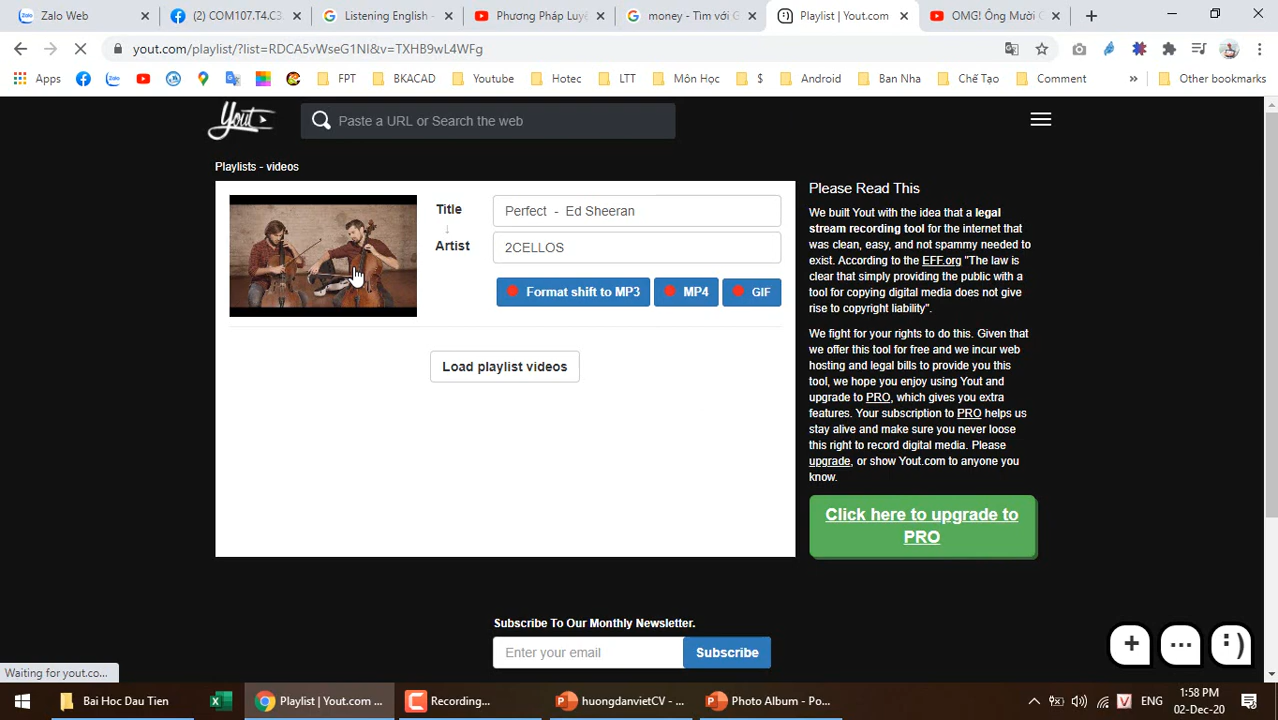 Zalo Web
(2) COM107.T4.C3.
Listening English -
Phương Pháp Luyệ
money - Tìm với G
Playlist | Yout.com
OMG! Ông Mười C
yout.com/playlist/?list=RDCA5vWseG1NI&v=TXHB9wL4WFg
Apps
FPT
BKACAD
Youtube
Hotec
LTT
Môn Học
$
Android
Ban Nha
Chế Tạo
Comment
»
Other bookmarks
Yout
Paste a URL or Search the web
Playlists - videos
Title
↓
Artist
Perfect - Ed Sheeran
2CELLOS
Format shift to MP3
MP4
GIF
Load playlist videos
Please Read This
We built Yout with the idea that a legal
stream recording tool for the internet
that was clean, easy, and not spammy needed to
exist. According to the EFF.org "The law is
clear that simply providing the public with a
tool for copying digital media does not give
rise to copyright liability".
We fight for your rights to do this. Given that
we offer this tool for free and we incur web
hosting and legal bills to provide you this
tool, we hope you enjoy using Yout and
upgrade to PRO, which gives you extra
features. Your subscription to PRO helps us
stay alive and make sure you never loose
this right to record digital media. Please
upgrade, or show Yout.com to anyone you
know.
Click here to upgrade to
PRO
Subscribe To Our Monthly Newsletter.
Enter your email
Subscribe
+
...
:)
Waiting for yout.co...
Bai Hoc Dau Tien
Playlist | Yout.com ...
Recording...
huongdanvietCV - ...
Photo Album - Po...
ENG
1:58 PM
02-Dec-20